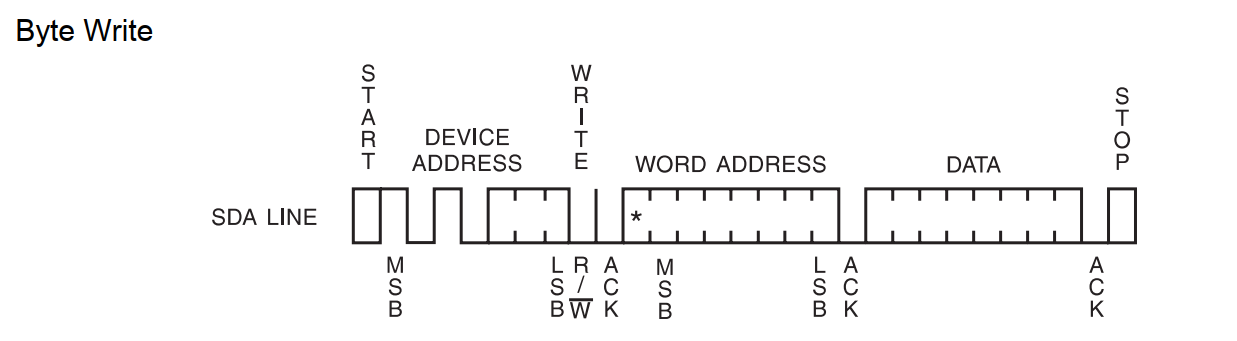 Byte Write
START
WRITE
STOP
DEVICE
ADDRESS
WORD ADDRESS
DATA
SDA LINE
*
MSB
LSB
R/W
ACK
MSB
LSB
ACK
ACK